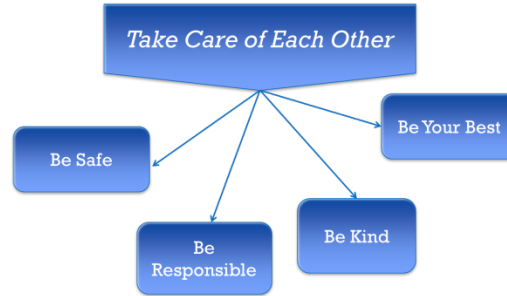 Take Care of Each Other
Be Safe
Be
Responsible
Be Kind
Be Your Best